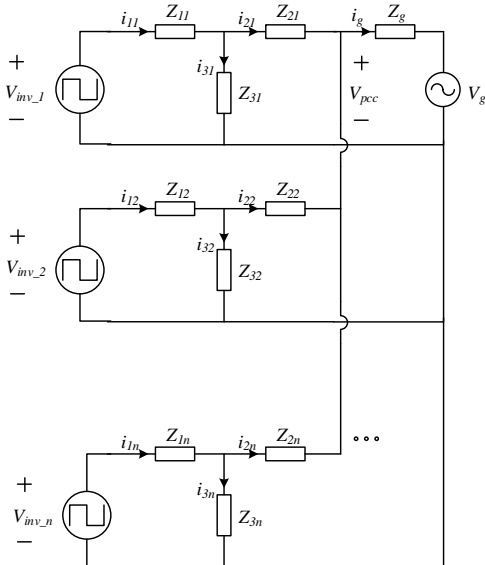 i11 Z11 i21 Z21 ig Zg
+ i31 + 
Vinv_1 Z31 Vpcc Vg
− −
i12 Z12 i22 Z22
+ i32
Vinv_2 Z32
−
i1n Z1n i2n Z2n
+ i3n
Vinv_n Z3n
−